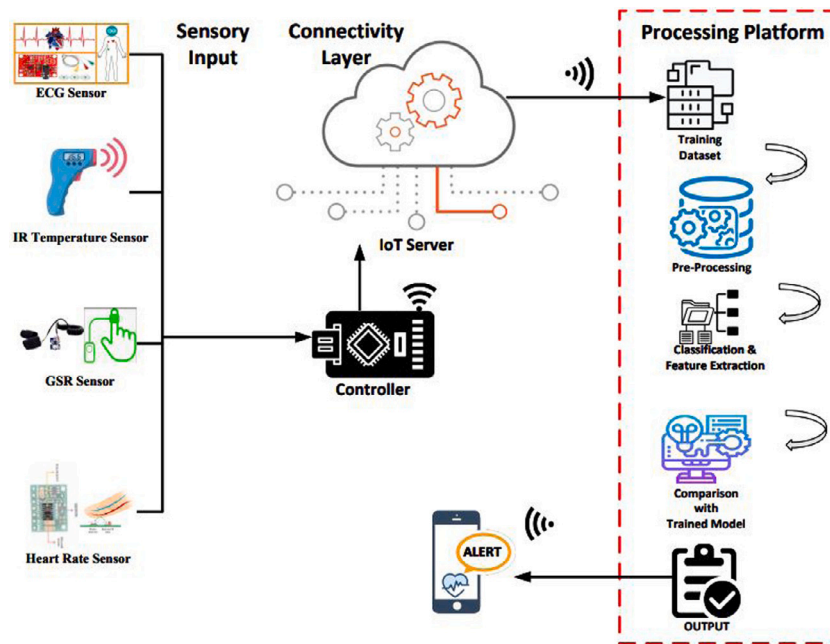 Sensory
Input
Connectivity
Layer
Processing Platform
ECG Sensor
IR Temperature Sensor
GSR Sensor
Heart Rate Sensor
IoT Server
Controller
Training
Dataset
Pre-Processing
Classification &
Feature Extraction
Comparison
with
Trained Model
OUTPUT
ALERT